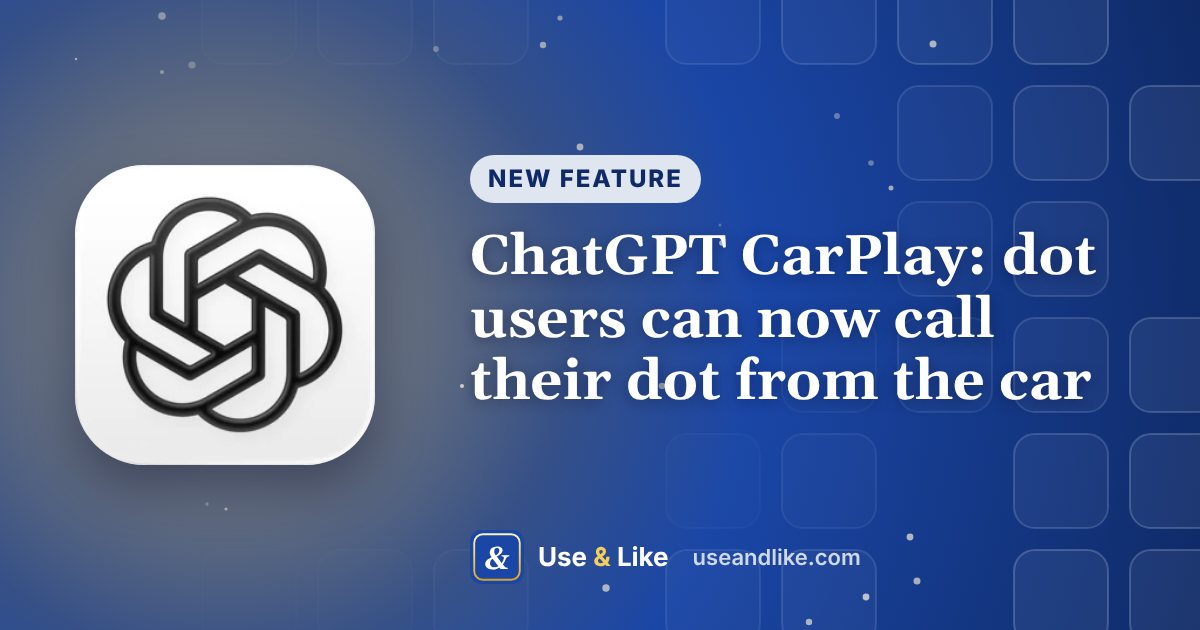 NEW FEATURE
ChatGPT CarPlay: dot
users can now call
their dot from the car
& Use & Like useandlike.com